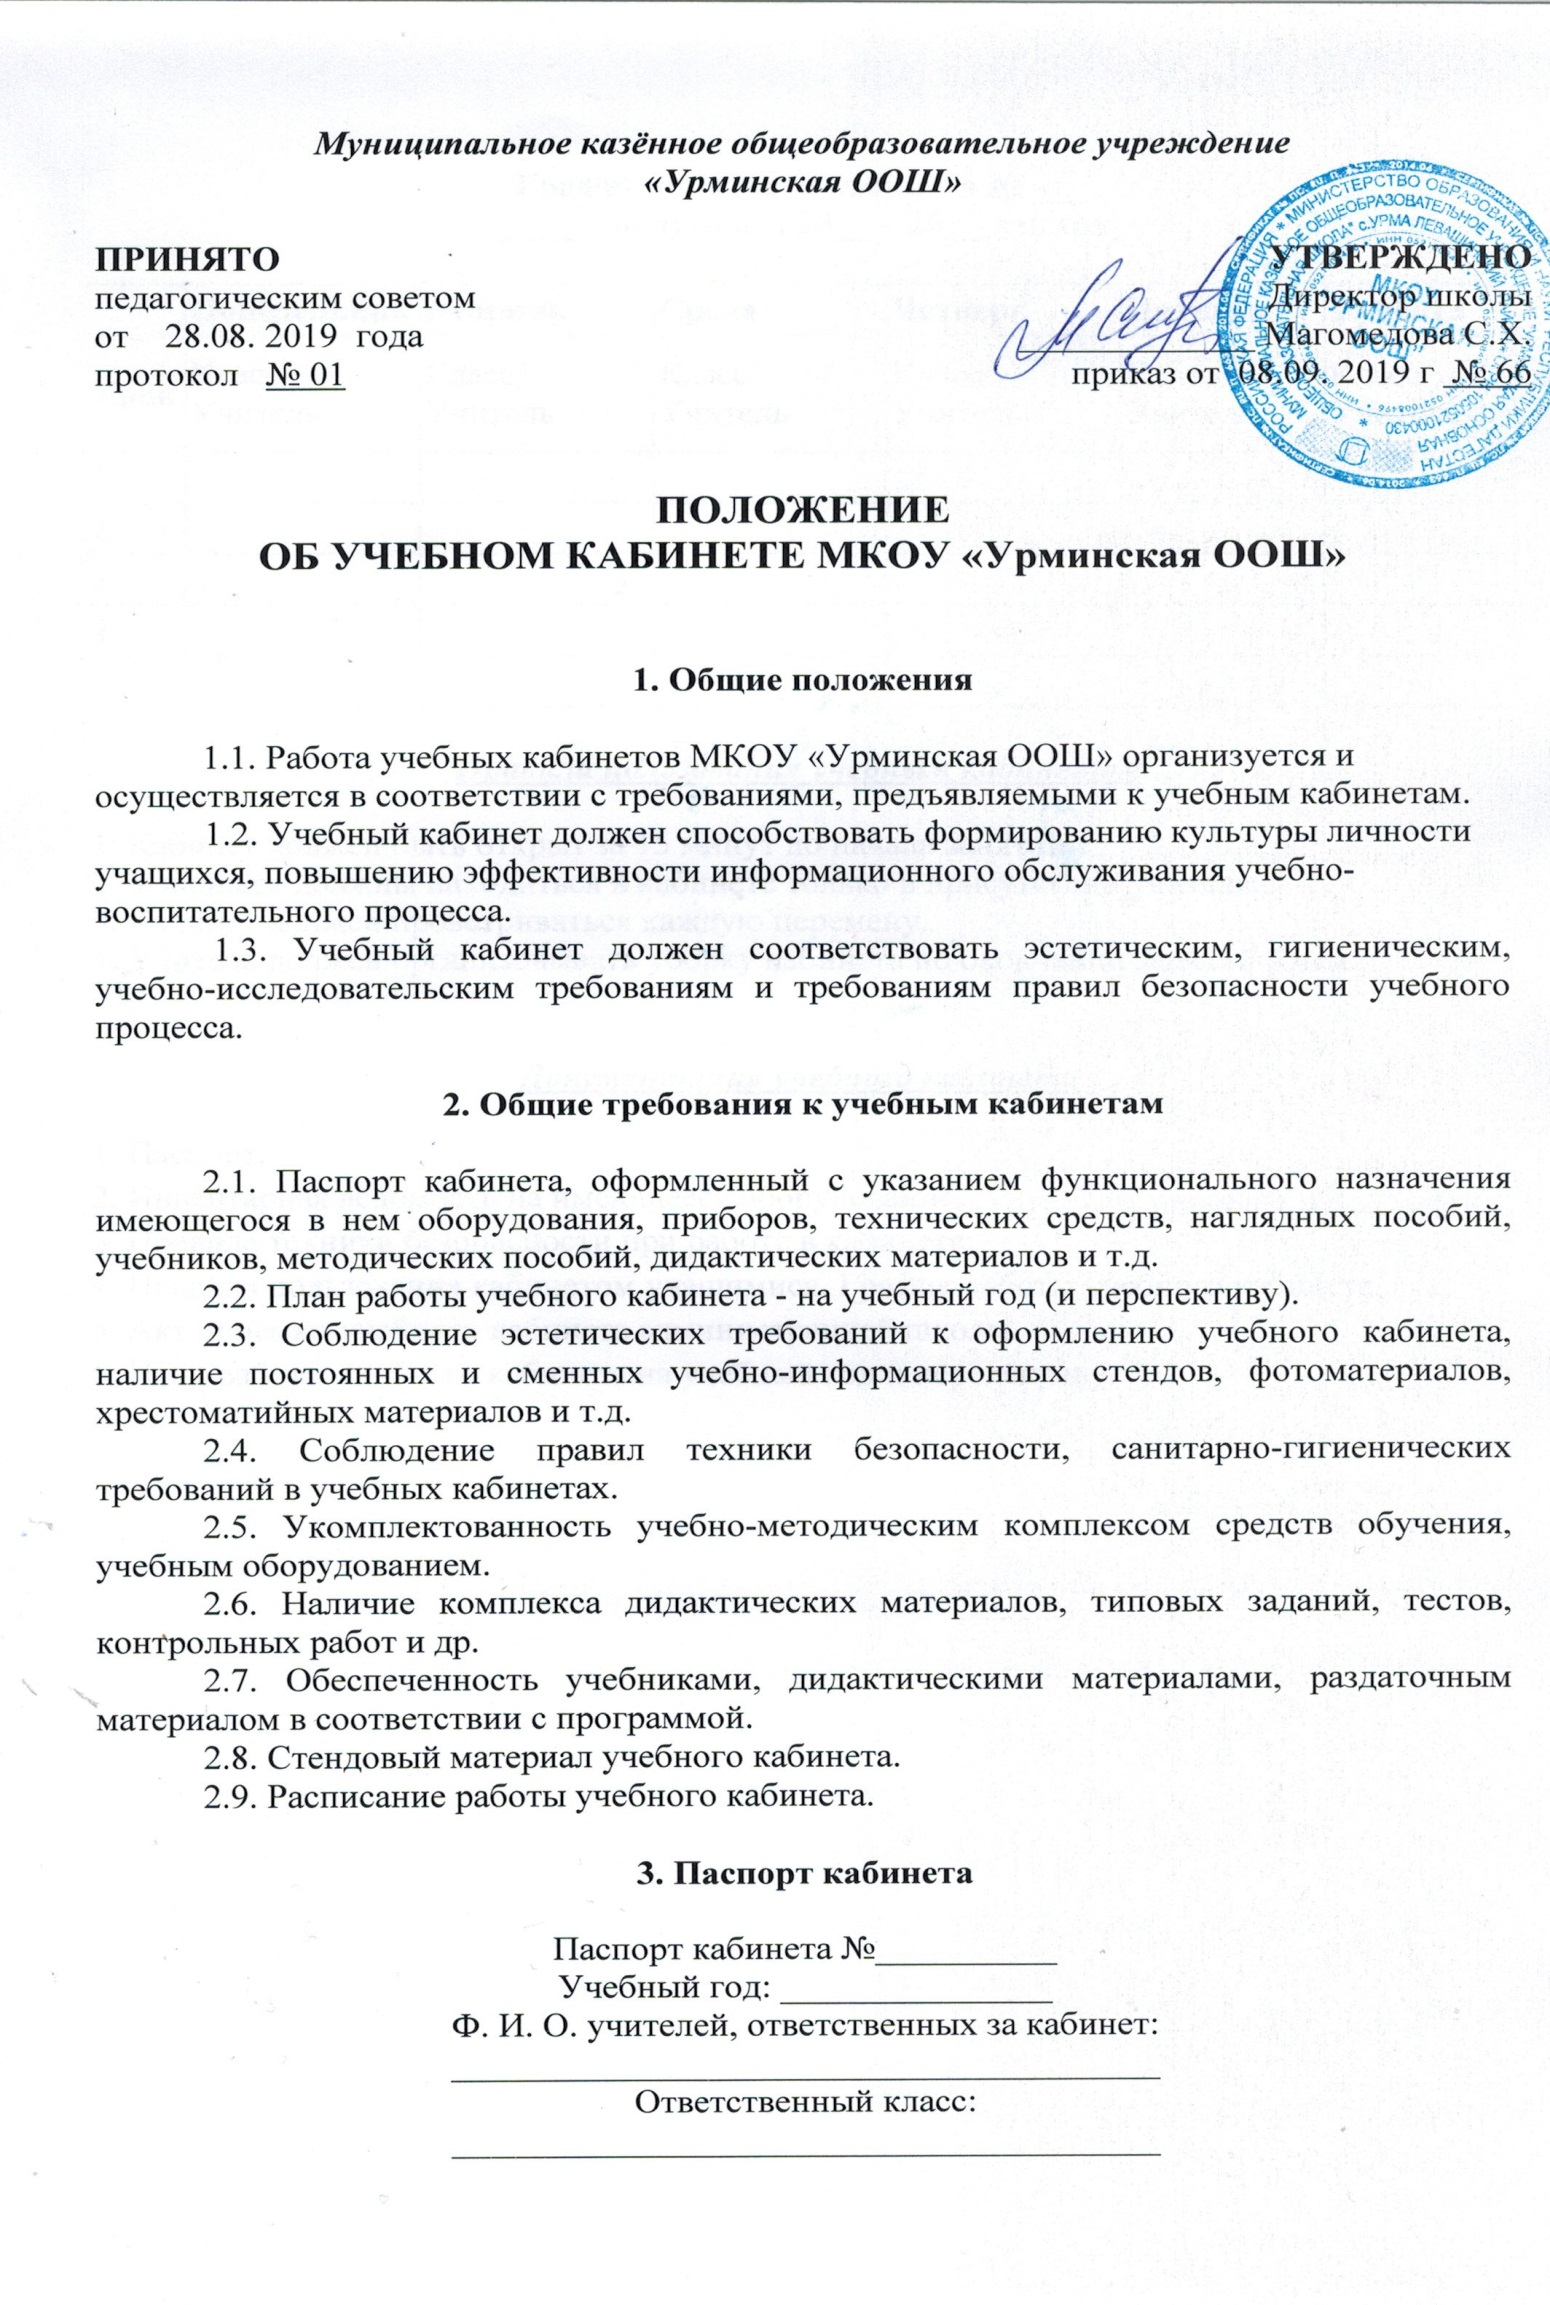 Муниципальное казённое общеобразовательное учреждение
«Урминская ООШ»
ПРИНЯТО
педагогическим советом
от 28.08. 2019 года
протокол № 01
УТВЕРЖДЕНО
Директор школы
Магомедова С.Х.
приказ от 08.09. 2019 г № 66
МКОУ
"УРМИНСКАЯ
ООШ"
ПОЛОЖЕНИЕ
ОБ УЧЕБНОМ КАБИНЕТЕ МКОУ «Урминская ООШ»
1. Общие положения
1.1. Работа учебных кабинетов МКОУ «Урминская ООШ» организуется и
осуществляется в соответствии с требованиями, предъявляемыми к учебным кабинетам.
1.2. Учебный кабинет должен способствовать формированию культуры личности
учащихся, повышению эффективности информационного обслуживания учебно-
воспитательного процесса.
1.3. Учебный кабинет должен соответствовать эстетическим, гигиеническим,
учебно-исследовательским требованиям и требованиям правил безопасности учебного
процесса.
2. Общие требования к учебным кабинетам
2.1. Паспорт кабинета, оформленный с указанием функционального назначения
имеющегося в нем оборудования, приборов, технических средств, наглядных пособий,
учебников, методических пособий, дидактических материалов и т.д.
2.2. План работы учебного кабинета - на учебный год (и перспективу).
2.3. Соблюдение эстетических требований к оформлению учебного кабинета,
наличие постоянных и сменных учебно-информационных стендов, фотоматериалов,
хрестоматийных материалов и т.д.
2.4. Соблюдение правил техники безопасности, санитарно-гигиенических
требований в учебных кабинетах.
2.5. Укомплектованность учебно-методическим комплексом средств обучения,
учебным оборудованием.
2.6. Наличие комплекса дидактических материалов, типовых заданий, тестов,
контрольных работ и др.
2.7. Обеспеченность учебниками, дидактическими материалами, раздаточным
материалом в соответствии с программой.
2.8. Стендовый материал учебного кабинета.
2.9. Расписание работы учебного кабинета.
3. Паспорт кабинета
Паспорт кабинета №___________
Учебный год: ________________
Ф. И. О. учителей, ответственных за кабинет:
Ответственный класс: